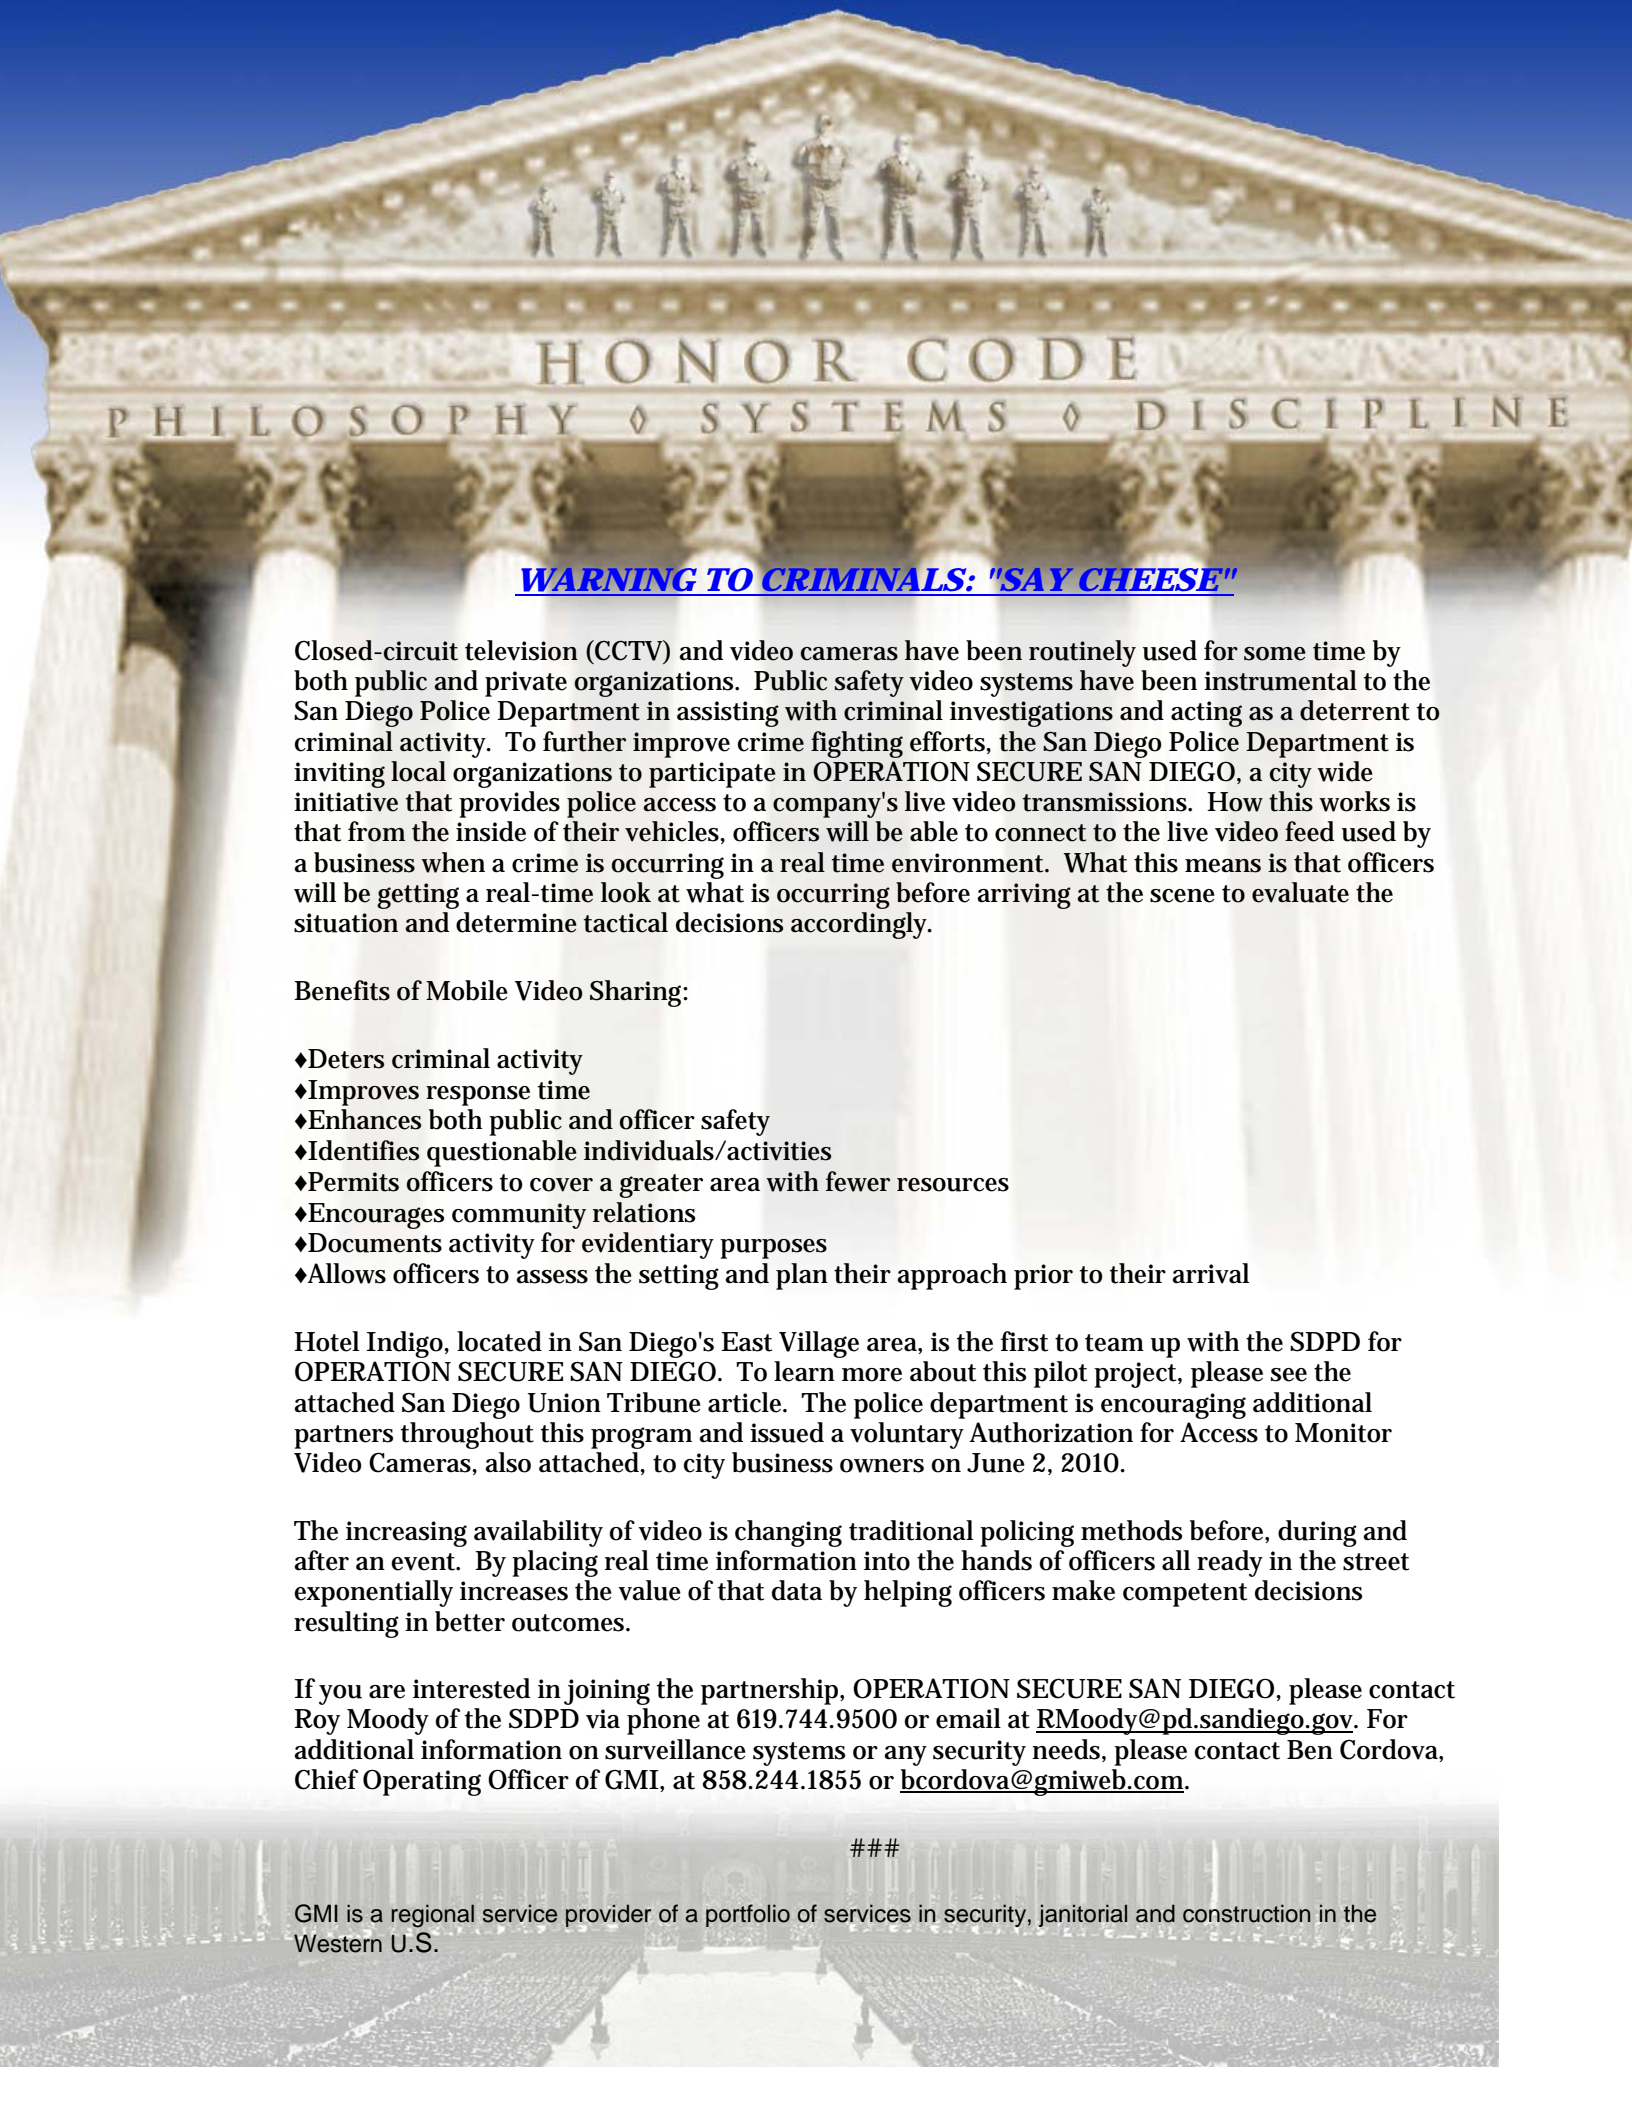 HONOR CODE
PHILOSOPHY ◊ SYSTEMS ◊ DISCIPLINE
WARNING TO CRIMINALS: "SAY CHEESE"
Closed-circuit television (CCTV) and video cameras have been routinely used for some time by
both public and private organizations.  Public safety video systems have been instrumental to the
San Diego Police Department in assisting with criminal investigations and acting as a deterrent to
criminal activity.  To further improve crime fighting efforts, the San Diego Police Department is
inviting local organizations to participate in OPERATION SECURE SAN DIEGO, a city wide
initiative that provides police access to a company's live video transmissions.  How this works is
that from the inside of their vehicles, officers will be able to connect to the live video feed used by
a business when a crime is occurring in a real time environment.  What this means is that officers
will be getting a real-time look at what is occurring before arriving at the scene to evaluate the
situation and determine tactical decisions accordingly.
Benefits of Mobile Video Sharing:
♦Deters criminal activity
♦Improves response time
♦Enhances both public and officer safety
♦Identifies questionable individuals/activities
♦Permits officers to cover a greater area with fewer resources
♦Encourages community relations
♦Documents activity for evidentiary purposes
♦Allows officers to assess the setting and plan their approach prior to their arrival
Hotel Indigo, located in San Diego's East Village area, is the first to team up with the SDPD for
OPERATION SECURE SAN DIEGO.  To learn more about this pilot project, please see the
attached San Diego Union Tribune article.  The police department is encouraging additional
partners throughout this program and issued a voluntary Authorization for Access to Monitor
Video Cameras, also attached, to city business owners on June 2, 2010.
The increasing availability of video is changing traditional policing methods before, during and
after an event.  By placing real time information into the hands of officers all ready in the street
exponentially increases the value of that data by helping officers make competent decisions
resulting in better outcomes.
If you are interested in joining the partnership, OPERATION SECURE SAN DIEGO, please contact
Roy Moody of the SDPD via phone at 619.744.9500 or email at RMoody@pd.sandiego.gov. For
additional information on surveillance systems or any security needs, please contact Ben Cordova,
Chief Operating Officer of GMI, at 858.244.1855 or bcordova@gmiweb.com.
###
GMI is a regional service provider of a portfolio of services in security, janitorial and construction in the
Western U.S.